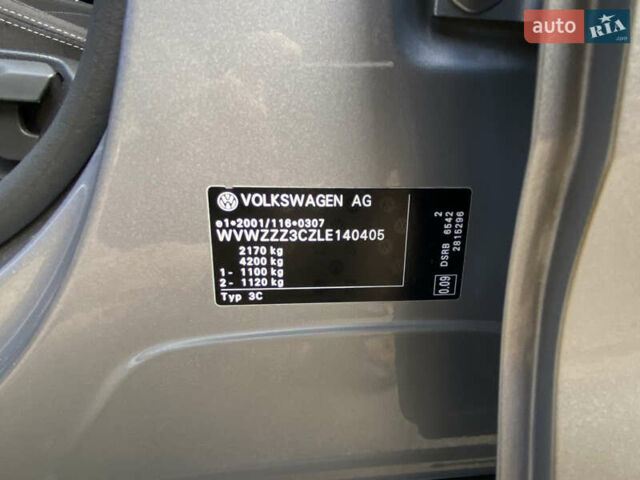 auto RIA .com
VOLKSWAGEN AG
e1*2001/116*0307
WVWZZZ3CZLE140405
2170 kg
4200 kg
1- 1100 kg
2- 1120 kg
Typ 3C
0.09 DSRB 6542 2
2815296